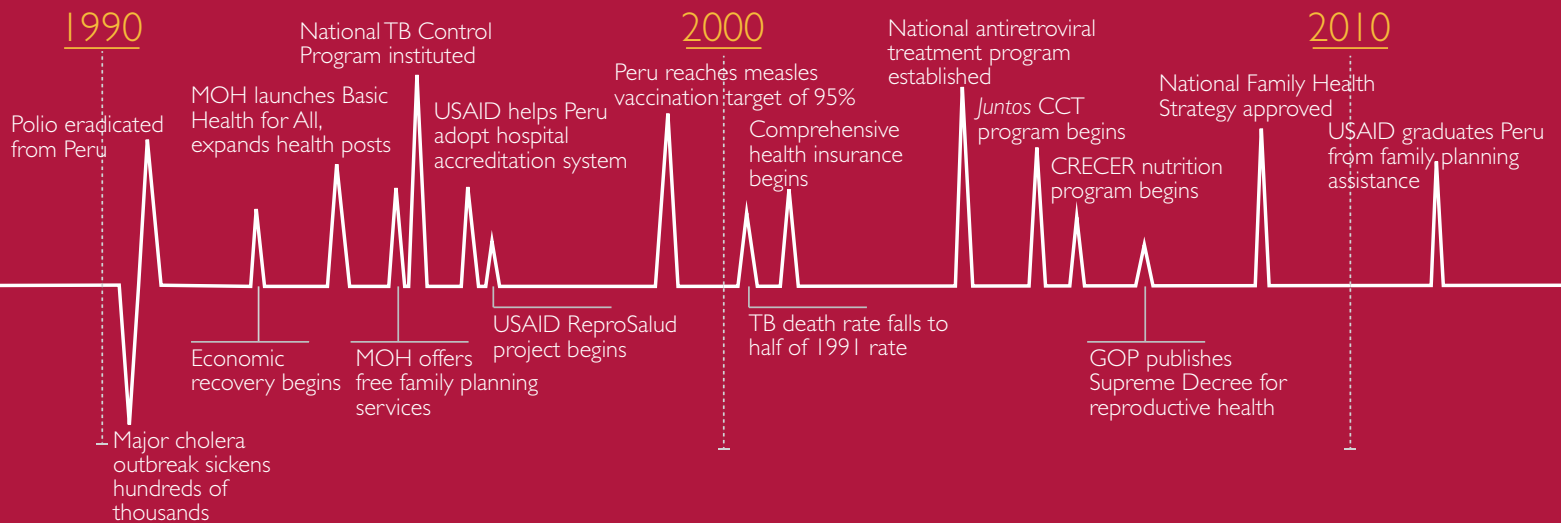 1990
2000
2010
Polio eradicated
from Peru
MOH launches Basic
Health for All,
expands health posts
National TB Control
Program instituted
USAID helps Peru
adopt hospital
accreditation system
Peru reaches measles
vaccination target of 95%
Comprehensive
health insurance
begins
National antiretroviral
treatment program
established
Juntos CCT
program begins
CRECER nutrition
program begins
National Family Health
Strategy approved
USAID graduates Peru
from family planning
assistance
Major cholera
outbreak sickens
hundreds of
thousands
Economic
recovery begins
MOH offers
free family planning
services
USAID ReproSalud
project begins
TB death rate falls to
half of 1991 rate
GOP publishes
Supreme Decree for
reproductive health